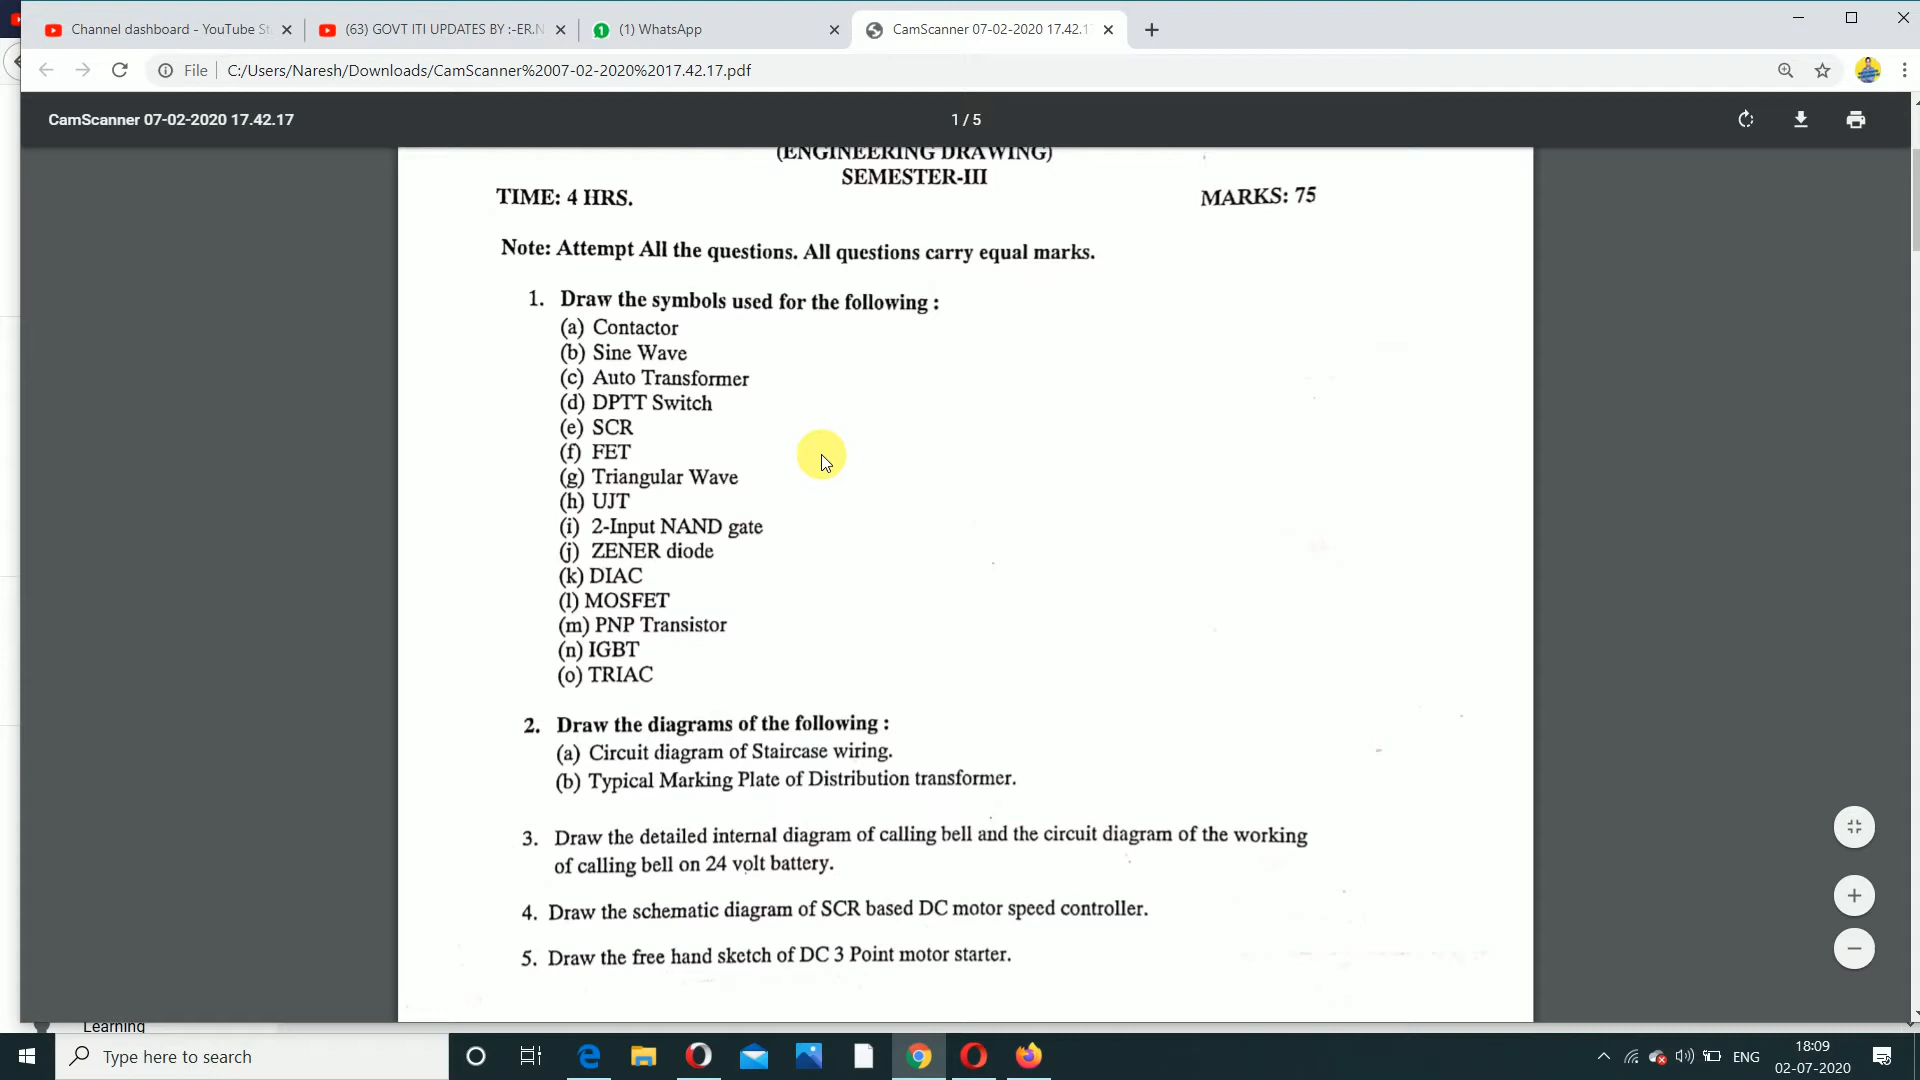 Channel dashboard - YouTube St
(63) GOVT ITI UPDATES BY :-ER.N
(1) WhatsApp
CamScanner 07-02-2020 17.42.1
File
C:/Users/Naresh/Downloads/CamScanner%2007-02-2020%2017.42.17.pdf
CamScanner 07-02-2020 17.42.17
1 / 5
(ENGINEERING DRAWING)
SEMESTER-III
TIME: 4 HRS.
MARKS: 75
Note: Attempt All the questions. All questions carry equal marks.
1. Draw the symbols used for the following :
(a) Contactor
(b) Sine Wave
(c) Auto Transformer
(d) DPTT Switch
(e) SCR
(f) FET
(g) Triangular Wave
(h) UJT
(i) 2-Input NAND gate
(j) ZENER diode
(k) DIAC
(l) MOSFET
(m) PNP Transistor
(n) IGBT
(o) TRIAC
2. Draw the diagrams of the following :
(a) Circuit diagram of Staircase wiring.
(b) Typical Marking Plate of Distribution transformer.
3. Draw the detailed internal diagram of calling bell and the circuit diagram of the working
of calling bell on 24 volt battery.
4. Draw the schematic diagram of SCR based DC motor speed controller.
5. Draw the free hand sketch of DC 3 Point motor starter.
Learning
Type here to search
ENG
18:09
02-07-2020